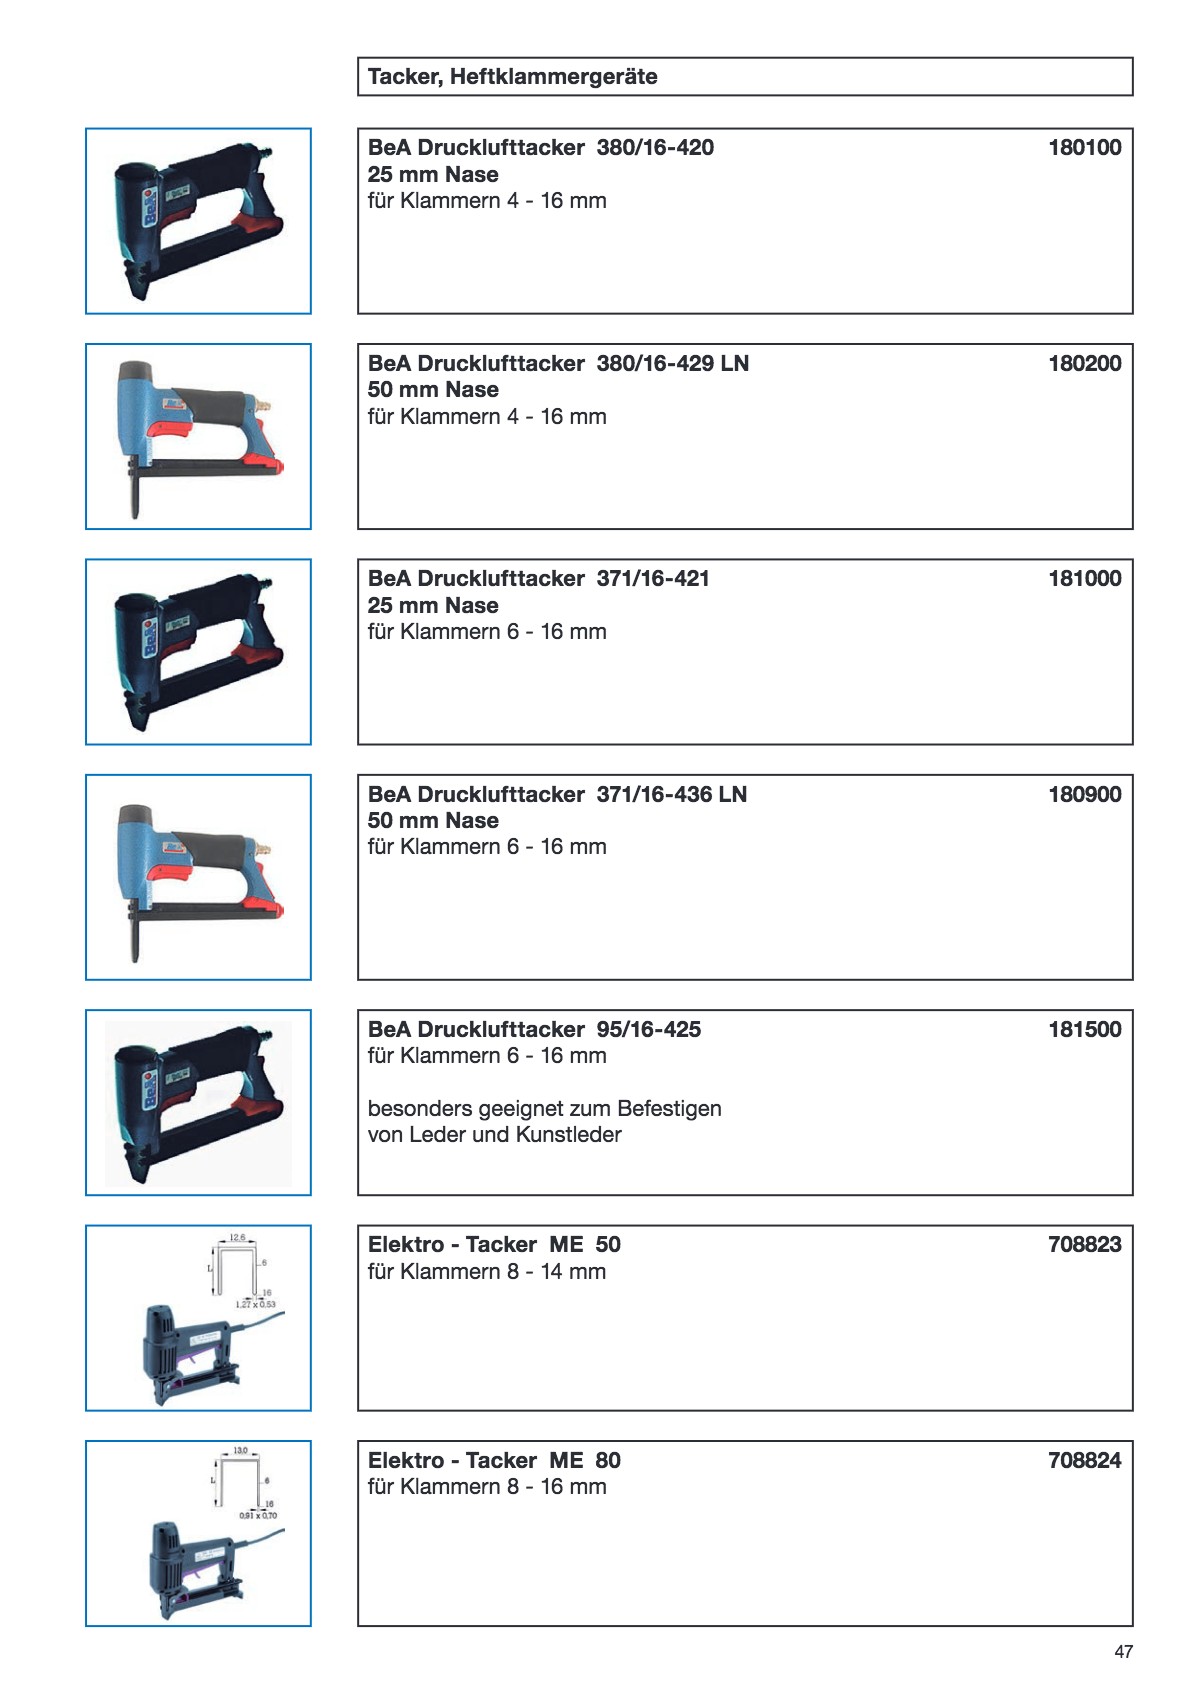 Tacker, Heftklammergeräte
BeA Drucklufttacker 380/16-420 180100
25 mm Nase
für Klammern 4 - 16 mm
BeA
BeA Drucklufttacker 380/16-429 LN 180200
50 mm Nase
für Klammern 4 - 16 mm
BeA Drucklufttacker 371/16-421 181000
25 mm Nase
für Klammern 6 - 16 mm
BeA
BeA Drucklufttacker 371/16-436 LN 180900
50 mm Nase
für Klammern 6 - 16 mm
BeA Drucklufttacker 95/16-425 181500
für Klammern 6 - 16 mm
besonders geeignet zum Befestigen
von Leder und Kunstleder
BeA
Elektro - Tacker ME 50 708823
für Klammern 8 - 14 mm
12,6
L
6
16
1,27 x 0,53
Elektro - Tacker ME 80 708824
für Klammern 8 - 16 mm
13,0
L
6
16
0,91 x 0,70
47